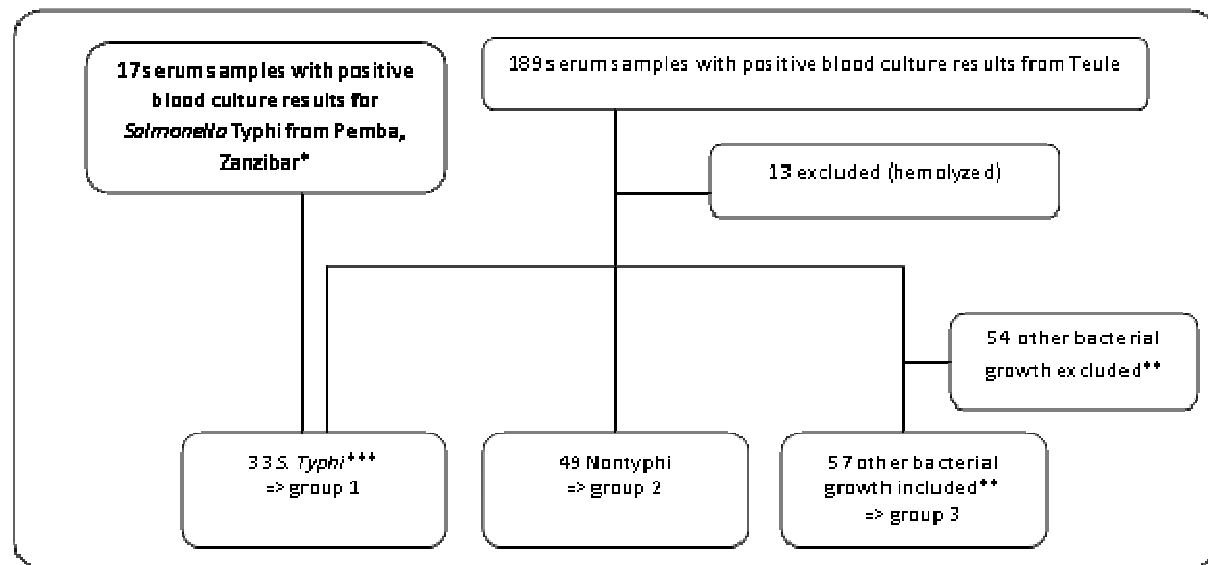 17 serum samples with positive
blood culture results for
Salmonella Typhi from Pemba,
Zanzibar*
189 serum samples with positive blood culture results from Teule
13 excluded (hemolyzed)
54 other bacterial
growth excluded**
33 S. Typhi***
=> group 1
49 Nontyphi
=> group 2
57 other bacterial
growth included**
=> group 3